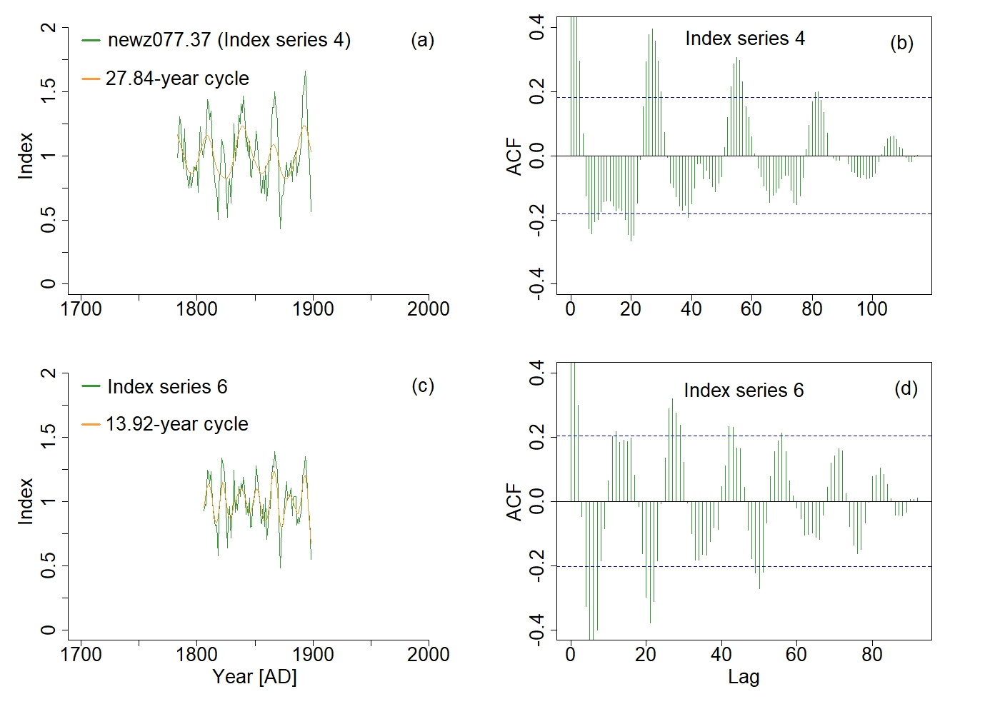 newz077.37 (Index series 4)
(a)
27.84-year cycle
Index
2
1.5
1
0.5
0
1700 1800 1900 2000
Index series 4
(b)
ACF
0.4
0.2
0.0
-0.2
-0.4
0 20 40 60 80 100
Index series 6
(c)
13.92-year cycle
Index
2
1.5
1
0.5
0
1700 1800 1900 2000
Year [AD]
Index series 6
(d)
ACF
0.4
0.2
0.0
-0.2
-0.4
0 20 40 60 80
Lag